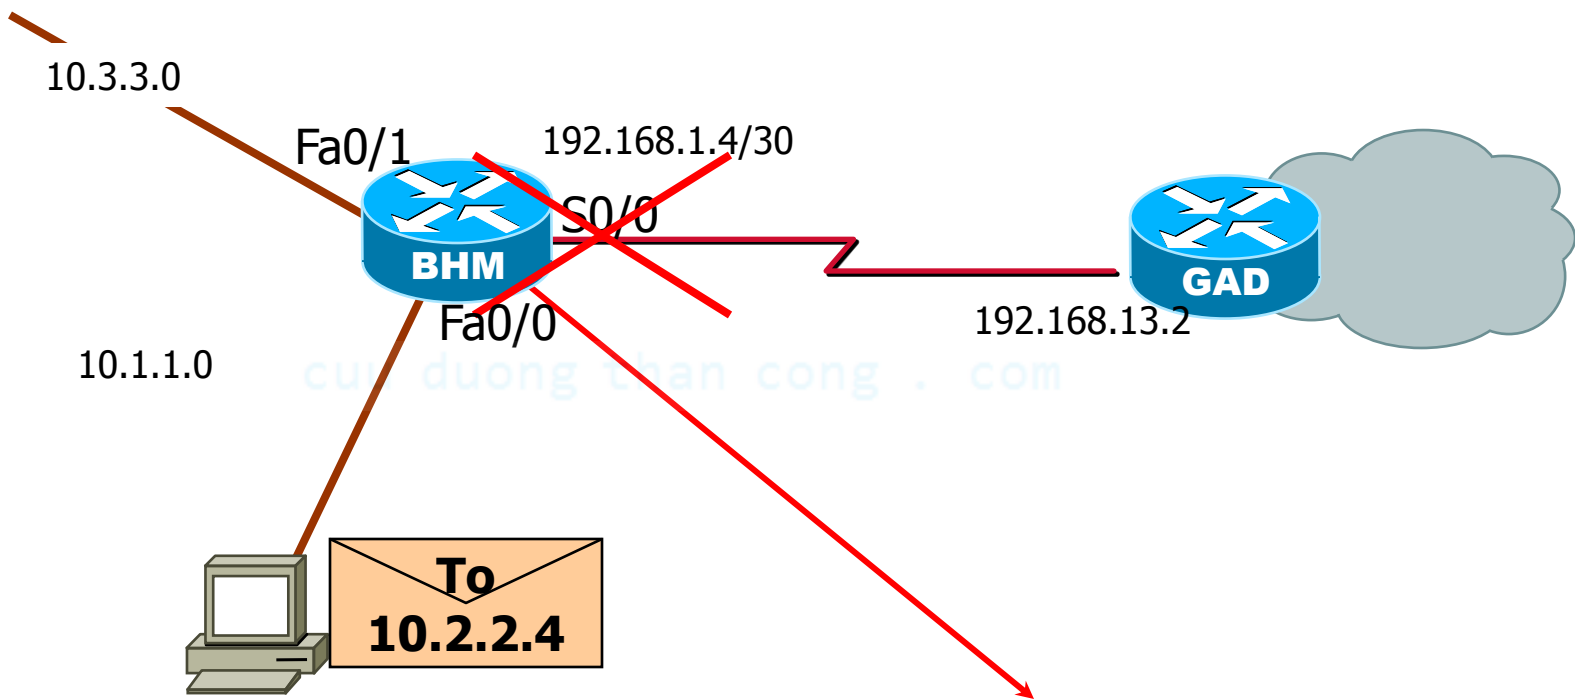 10.3.3.0
Fa0/1
192.168.1.4/30
S0/0
BHM
GAD
Fa0/0
192.168.13.2
10.1.1.0
cuu duong than cong . com
To
10.2.2.4